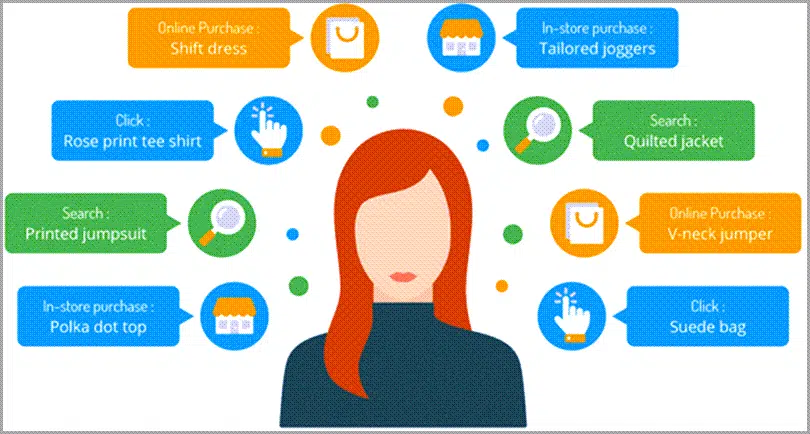 Online Purchase :
Shift dress
In-store purchase :
Tailored joggers
Click :
Rose print tee shirt
Search :
Quilted jacket
Search :
Printed jumpsuit
Online Purchase :
V-neck jumper
In-store purchase :
Polka dot top
Click :
Suede bag